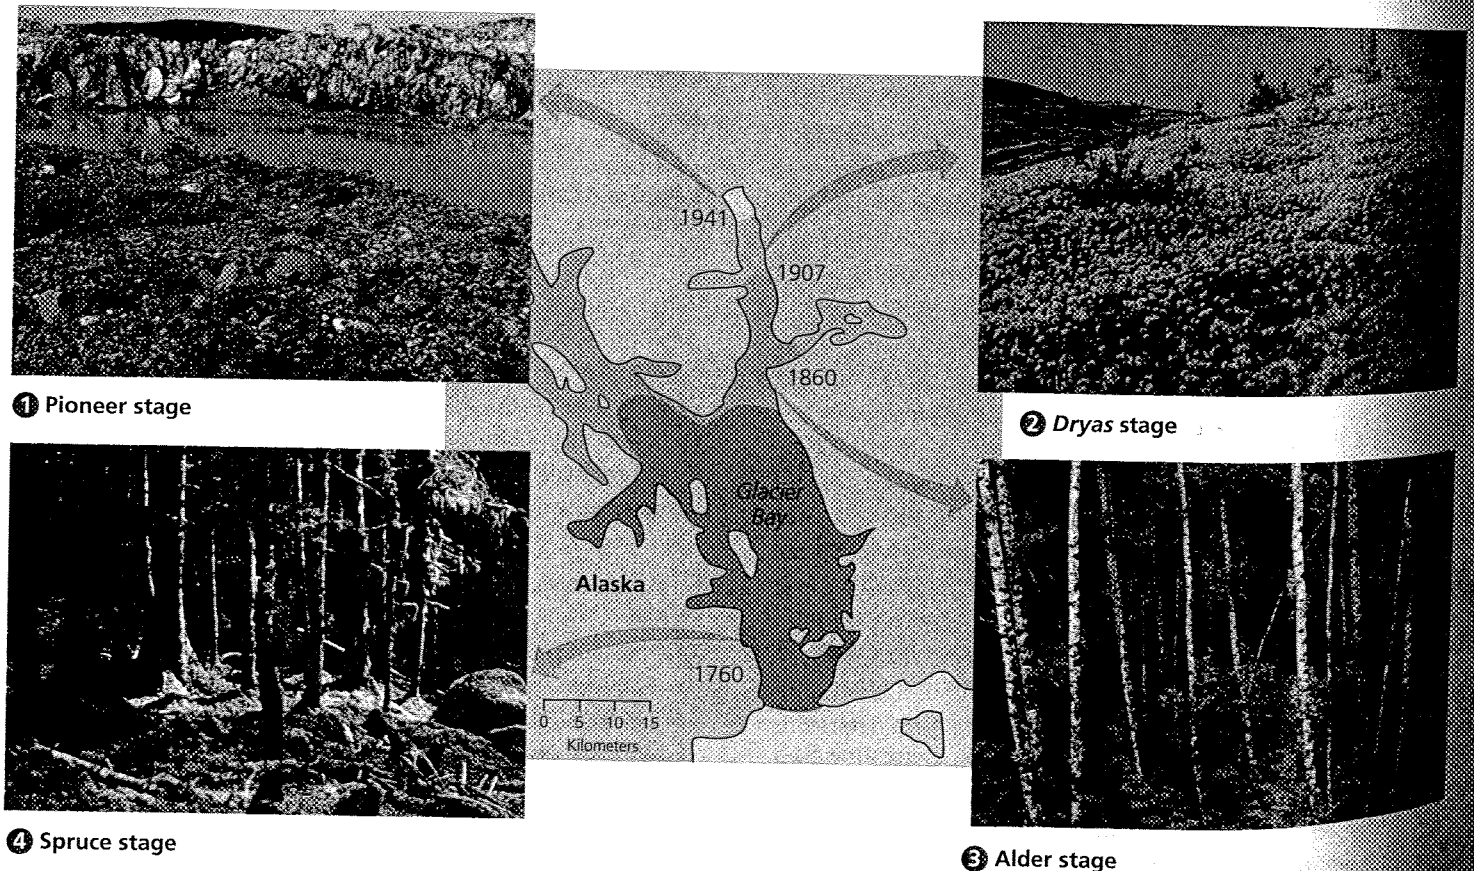 1941
1907
1860
❶ Pioneer stage
❷ Dryas stage
Glacier
Bay
Alaska
1760
0 5 10 15
Kilometers
❹ Spruce stage
❸ Alder stage